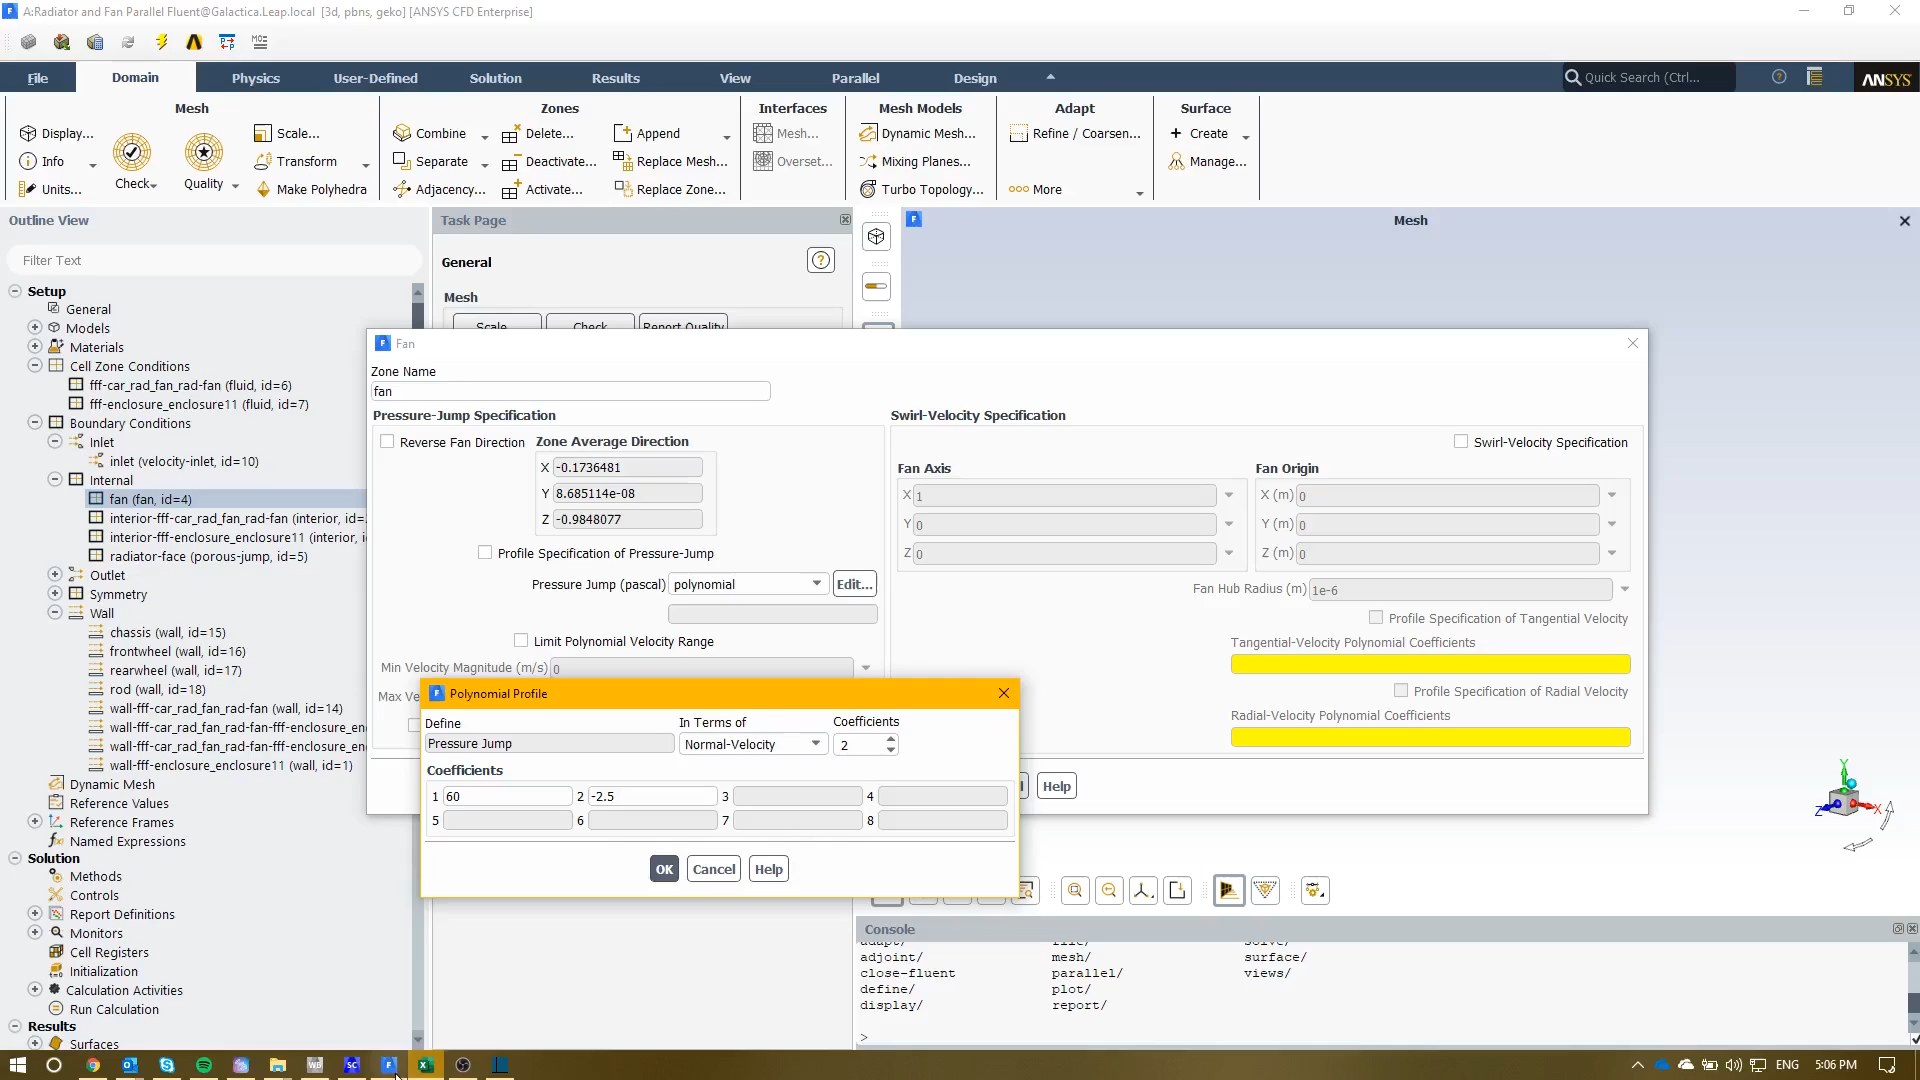 A:Radiator and Fan Parallel Fluent@Galactica.Leap.local [3d, pbns, geko] [ANSYS CFD Enterprise]
File
Domain
Physics
User-Defined
Solution
Results
View
Parallel
Design
Quick Search (Ctrl...
ANSYS
Mesh
Zones
Interfaces
Mesh Models
Adapt
Surface
Display...
Info
Units...
Check
Quality
Scale...
Transform
Make Polyhedra
Combine
Separate
Adjacency...
Delete...
Deactivate...
Activate...
Append
Replace Mesh...
Replace Zone...
Mesh...
Overset...
Dynamic Mesh...
Mixing Planes...
Turbo Topology...
Refine / Coarsen...
More
Create
Manage...
Outline View
Filter Text
Setup
General
Models
Materials
Cell Zone Conditions
fff-car_rad_fan_rad-fan (fluid, id=6)
fff-enclosure_enclosure11 (fluid, id=7)
Boundary Conditions
Inlet
inlet (velocity-inlet, id=10)
Internal
fan (fan, id=4)
interior-fff-car_rad_fan_rad-fan (interior, id=
interior-fff-enclosure_enclosure11 (interior, i
radiator-face (porous-jump, id=5)
Outlet
Symmetry
Wall
chassis (wall, id=15)
frontwheel (wall, id=16)
rearwheel (wall, id=17)
rod (wall, id=18)
wall-fff-car_rad_fan_rad-fan (wall, id=14)
wall-fff-car_rad_fan_rad-fan-fff-enclosure_en
wall-fff-car_rad_fan_rad-fan-fff-enclosure_en
wall-fff-enclosure_enclosure11 (wall, id=1)
Dynamic Mesh
Reference Values
Reference Frames
Named Expressions
Solution
Methods
Controls
Report Definitions
Monitors
Cell Registers
Initialization
Calculation Activities
Run Calculation
Results
Surfaces
Task Page
General
Mesh
Scale...
Check
Report Quality
Mesh
Fan
Zone Name
fan
Pressure-Jump Specification
Reverse Fan Direction
Zone Average Direction
X -0.1736481
Y 8.685114e-08
Z -0.9848077
Profile Specification of Pressure-Jump
Pressure Jump (pascal) polynomial Edit...
Limit Polynomial Velocity Range
Min Velocity Magnitude (m/s) 0
Max Ve
Swirl-Velocity Specification
Swirl-Velocity Specification
Fan Axis
X 1
Y 0
Z 0
Fan Origin
X (m) 0
Y (m) 0
Z (m) 0
Fan Hub Radius (m) 1e-6
Profile Specification of Tangential Velocity
Tangential-Velocity Polynomial Coefficients
Profile Specification of Radial Velocity
Radial-Velocity Polynomial Coefficients
Help
Polynomial Profile
Define
Pressure Jump
In Terms of
Normal-Velocity
Coefficients
2
Coefficients
1 60 2 -2.5 3 4
5 6 7 8
OK Cancel Help
Y
X
Z
Console
adapt/ file/ solve/
adjoint/ mesh/ surface/
close-fluent parallel/ views/
define/ plot/
display/ report/
>
ENG
5:06 PM